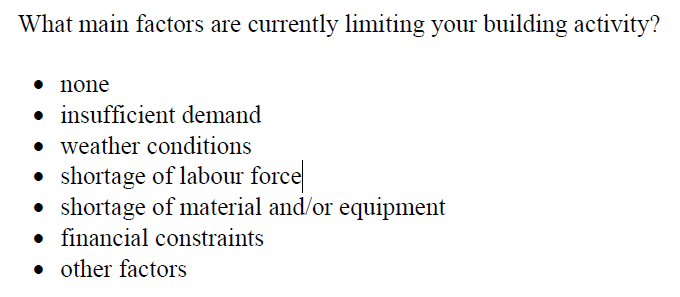 What main factors are currently limiting your building activity?
• none
• insufficient demand
• weather conditions
• shortage of labour force
• shortage of material and/or equipment
• financial constraints
• other factors